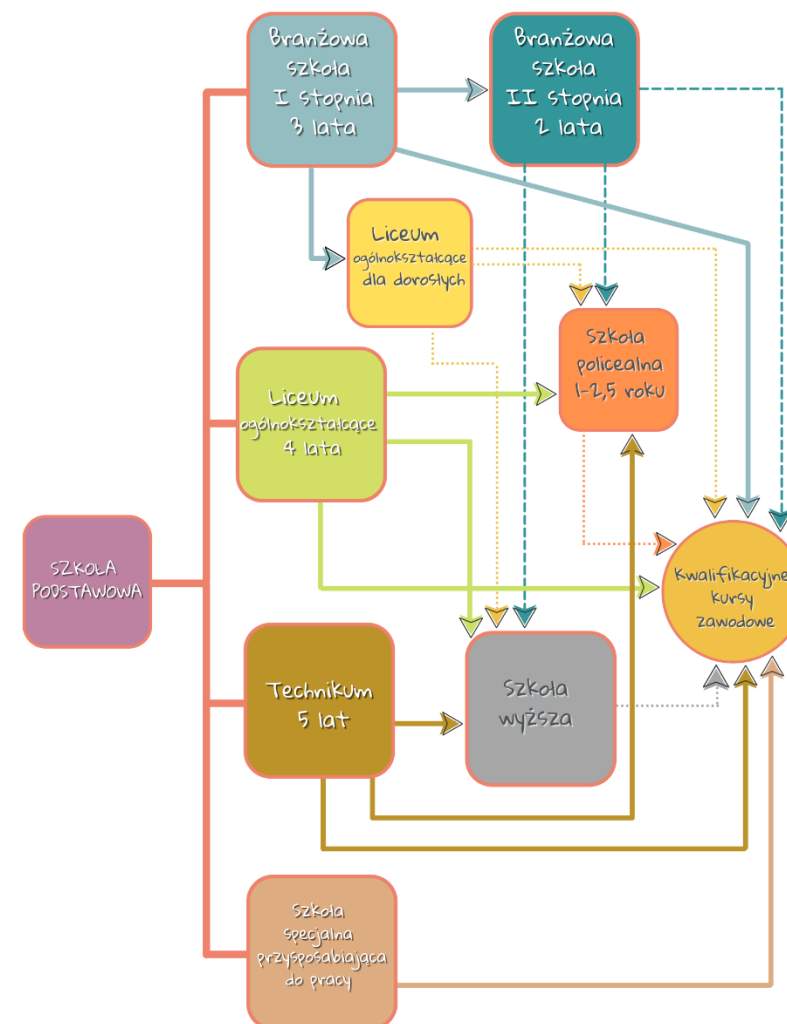 Branżowa
szkoła
I stopnia
3 lata
Branżowa
szkoła
II stopnia
2 lata
Liceum
ogólnokształcące
dla dorosłych
Szkoła
policealna
1-2,5 roku
Liceum
ogólnokształcące
4 lata
SZKOŁA
PODSTAWOWA
Kwalifikacyjne
kursy
zawodowe
Technikum
5 lat
Szkoła
wyższa
Szkoła
specjalna
przysposabiająca
do pracy